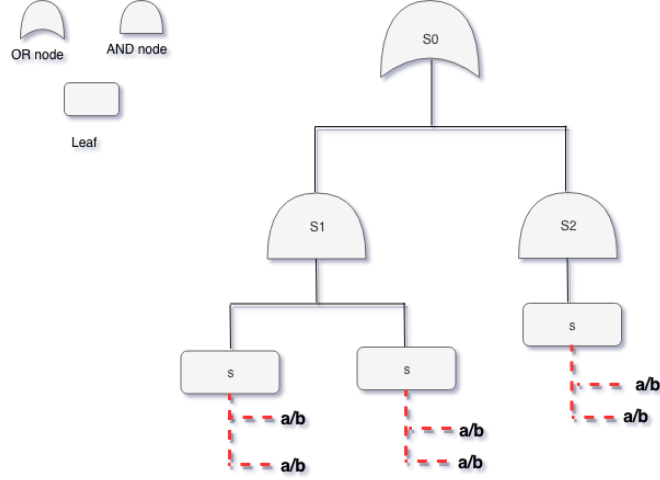 OR node
AND node
Leaf
S0
S1
S2
s
s
s
a/b
a/b
a/b
a/b
a/b
a/b